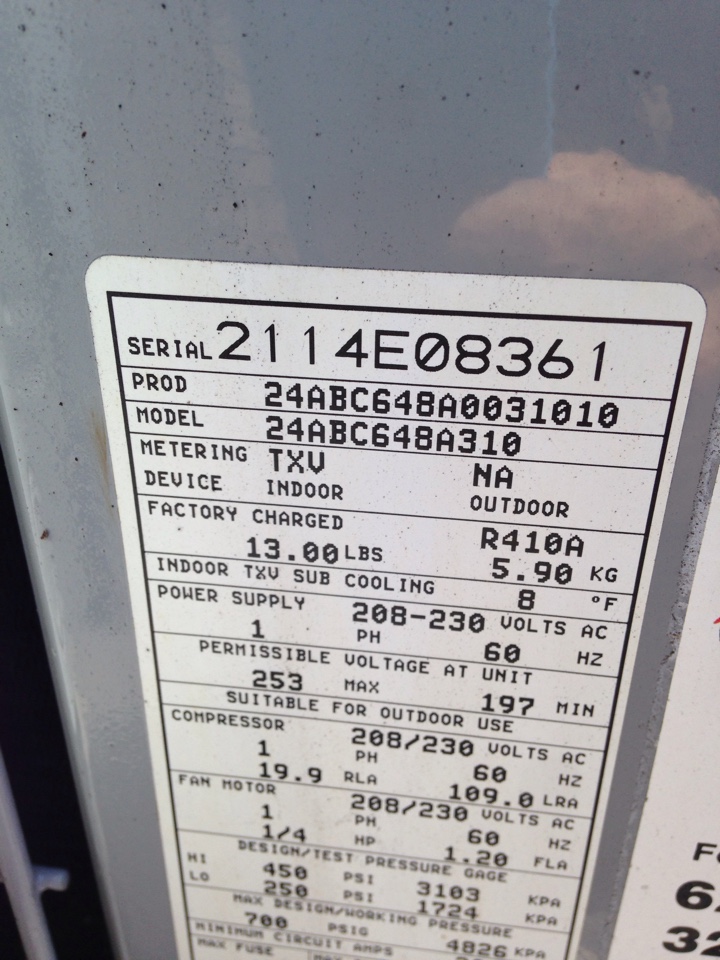 SERIAL 2114E08361
PROD 24ABC648A0031010
MODEL 24ABC648A310
METERING TXV NA
DEVICE INDOOR OUTDOOR
FACTORY CHARGED R410A
13.00 LBS 5.90 KG
INDOOR TXV SUB COOLING 8 °F
POWER SUPPLY 208-230 VOLTS AC
1 PH 60 HZ
PERMISSIBLE VOLTAGE AT UNIT
253 MAX 197 MIN
SUITABLE FOR OUTDOOR USE
COMPRESSOR 208/230 VOLTS AC
1 PH 60 HZ
19.9 RLA 109.0 LRA
FAN MOTOR 208/230 VOLTS AC
1 PH 60 HZ
1/4 HP 1.20 FLA
DESIGN/TEST PRESSURE GAGE
HI 450 PSI 3103 KPA
LO 250 PSI 1724 KPA
MAX DESIGN/WORKING PRESSURE
700 PSIG 4826 KPA
MINIMUM CIRCUIT AMPS
MAX FUSE
32